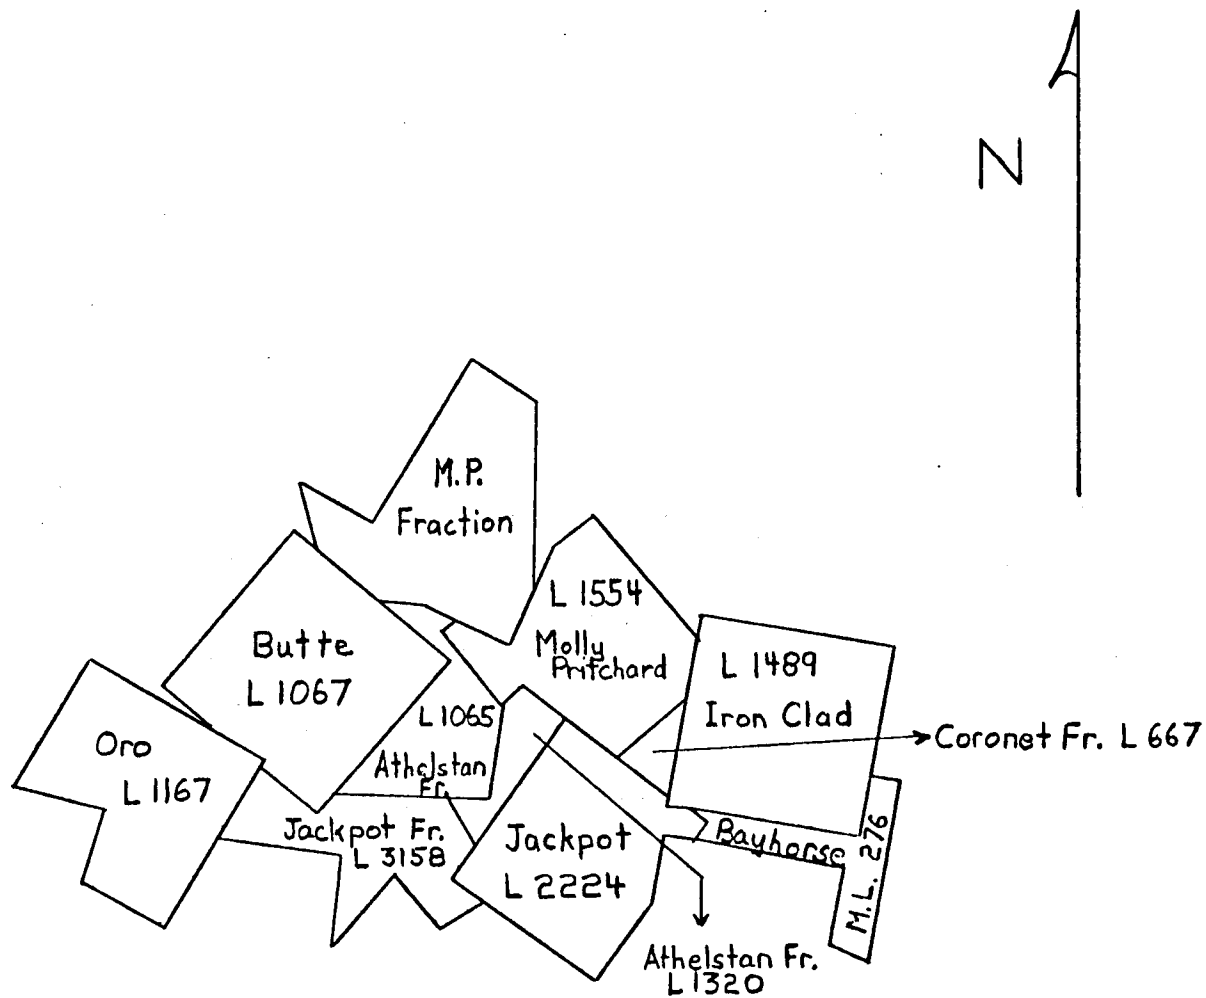 N
M.P.
Fraction
L 1554
Molly
Pritchard
Butte
L 1067
L 1489
Iron Clad
L 1065
Athelstan
Fr.
Coronet Fr. L 667
Oro
L 1167
Jackpot Fr.
L 3158
Jackpot
L 2224
Bayhorse
M.L. 276
Athelstan Fr.
L 1320